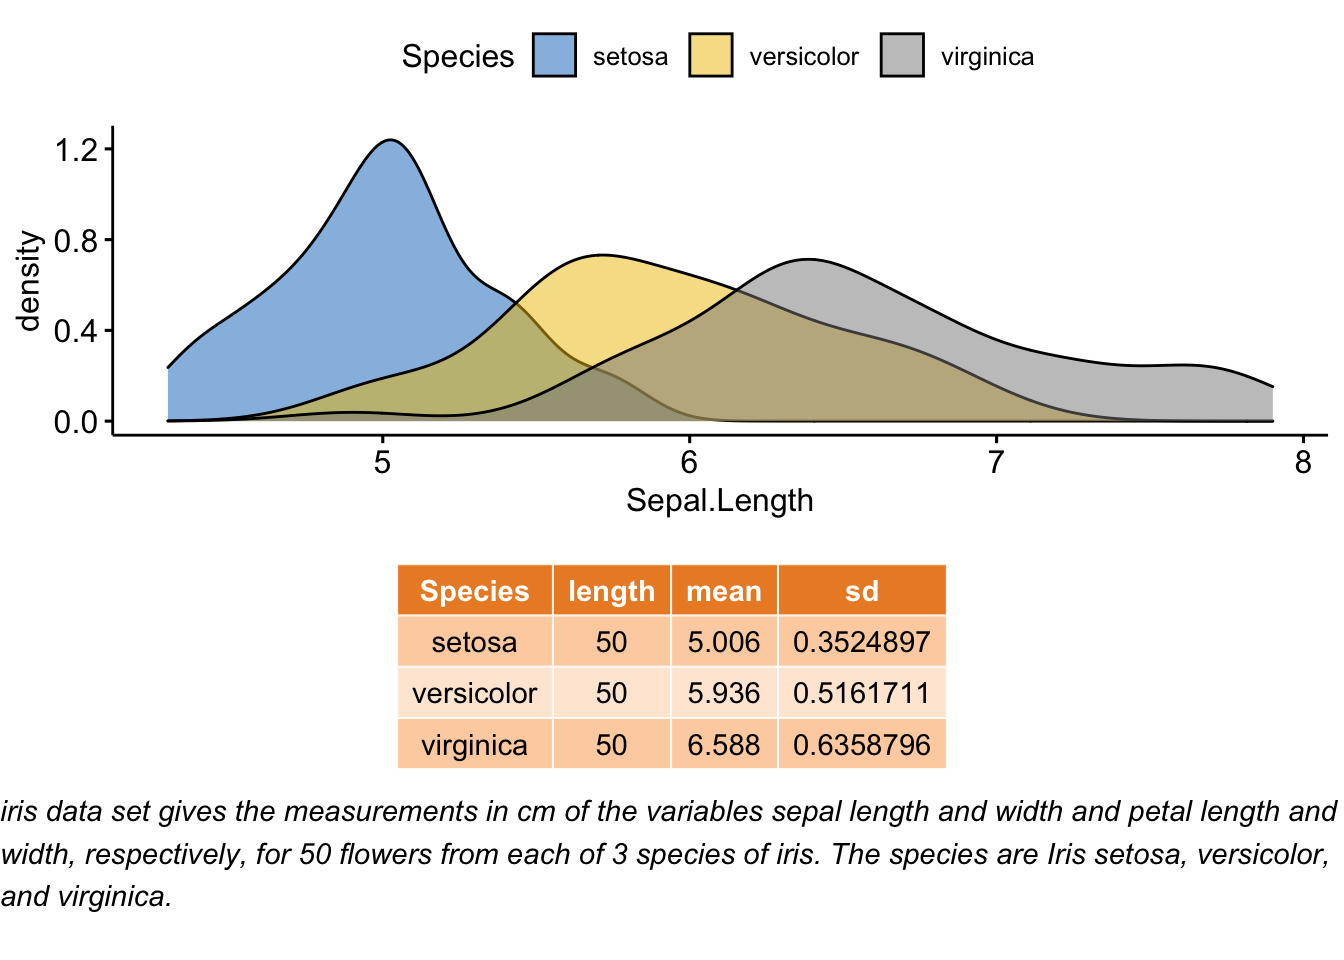 Species setosa versicolor virginica
1.2
0.8
0.4
0.0
density
5 6 7 8
Sepal.Length
Species length mean sd
setosa 50 5.006 0.3524897
versicolor 50 5.936 0.5161711
virginica 50 6.588 0.6358796
iris data set gives the measurements in cm of the variables sepal length and width and petal length and
width, respectively, for 50 flowers from each of 3 species of iris. The species are Iris setosa, versicolor,
and virginica.